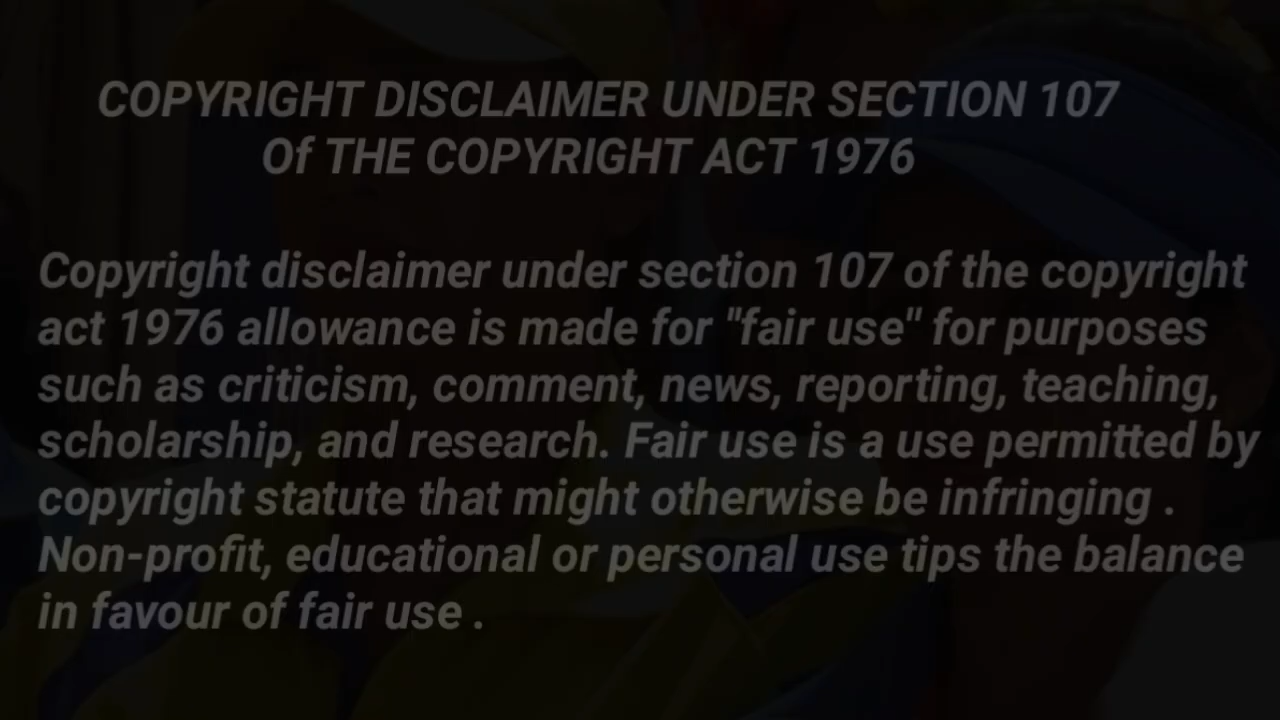 COPYRIGHT DISCLAIMER UNDER SECTION 107
Of THE COPYRIGHT ACT 1976
Copyright disclaimer under section 107 of the copyright
act 1976 allowance is made for "fair use" for purposes
such as criticism, comment, news, reporting, teaching,
scholarship, and research. Fair use is a use permitted by
copyright statute that might otherwise be infringing .
Non-profit, educational or personal use tips the balance
in favour of fair use .